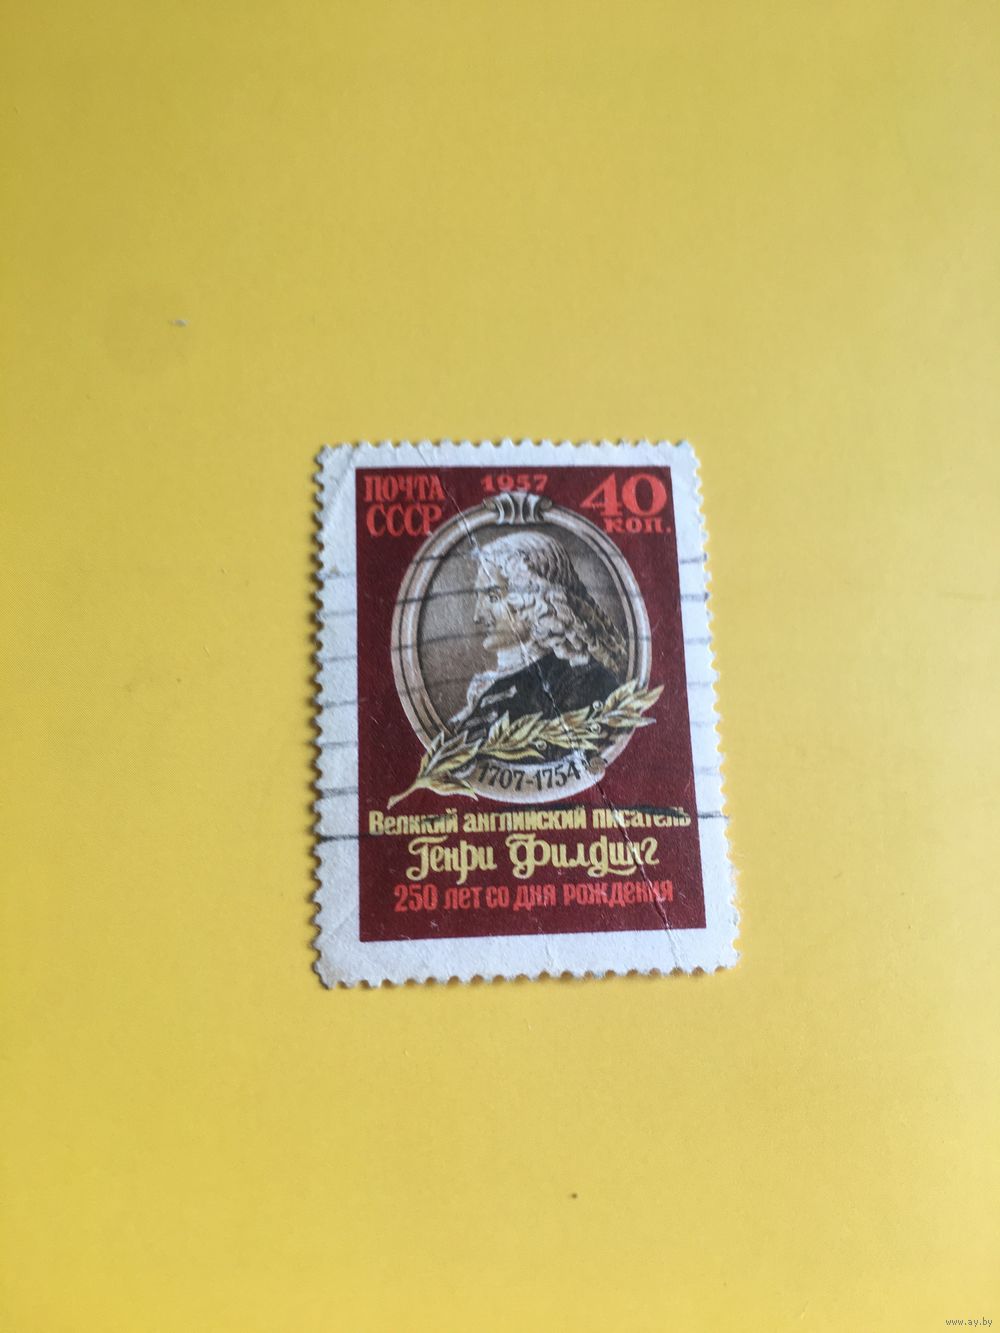 ПОЧТА
СССР
1957
40
КОП.
1707-1754
Великий английский писатель
Генри Филдинг
250 лет со дня рождения
www.ay.by